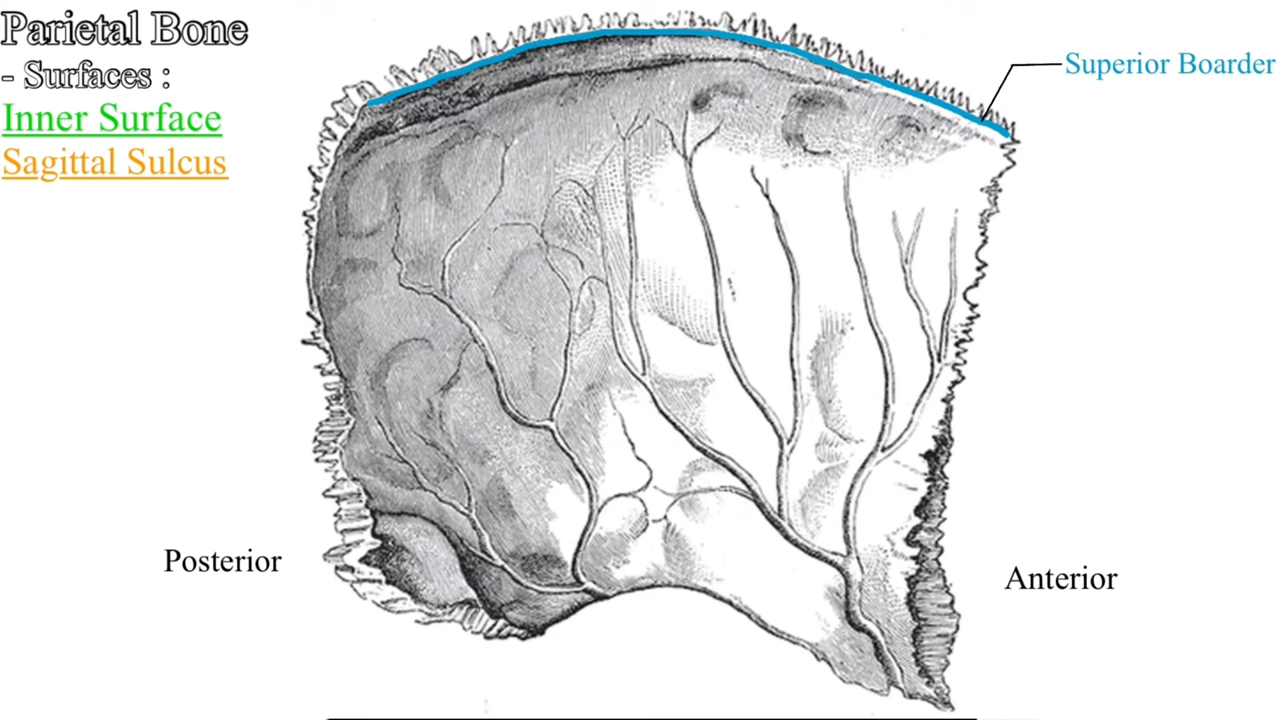 Parietal Bone
- Surfaces :
Inner Surface
Sagittal Sulcus
Superior Boarder
Posterior
Anterior